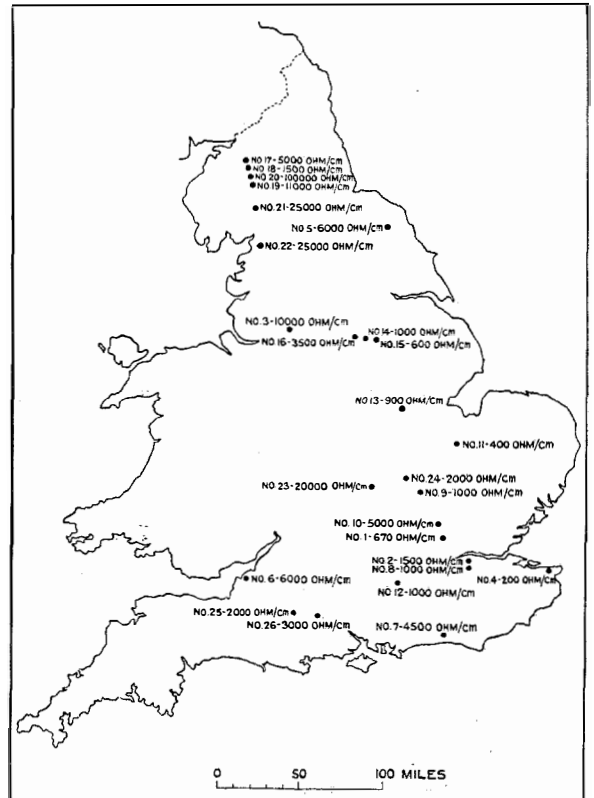 NO.17-5000 OHM/cm
NO.18-1500 OHM/cm
NO.20-100000 OHM/cm
NO.19-11000 OHM/cm
NO.21-25000 OHM/cm
NO.5-6000 OHM/cm
NO.22-25000 OHM/cm
NO.3-10000 OHM/cm
NO.14-1000 OHM/cm
NO.16-3500 OHM/cm
NO.15-600 OHM/cm
NO.13-900 OHM/cm
NO.11-400 OHM/cm
NO.24-2000 OHM/cm
NO.23-20000 OHM/cm
NO.9-1000 OHM/cm
NO.10-5000 OHM/cm
NO.1-670 OHM/cm
NO.2-1500 OHM/cm
NO.8-1000 OHM/cm
NO.6-6000 OHM/cm
NO.4-200 OHM/cm
NO.12-1000 OHM/cm
NO.25-2000 OHM/cm
NO.26-3000 OHM/cm
NO.7-4500 OHM/cm
0 50 100 MILES